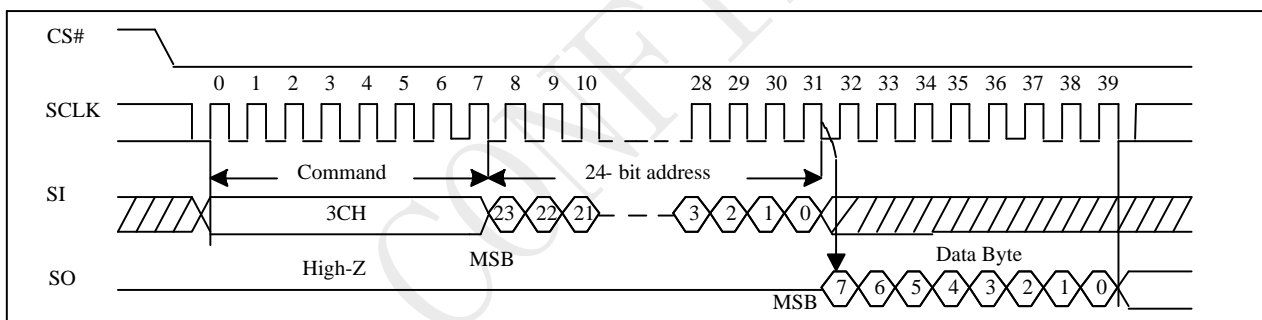 CS#
0 1 2 3 4 5 6 7 8 9 10 28 29 30 31 32 33 34 35 36 37 38 39
SCLK
Command 24- bit address
SI
3CH 23 22 21 3 2 1 0
High-Z MSB Data Byte
SO
MSB 7 6 5 4 3 2 1 0